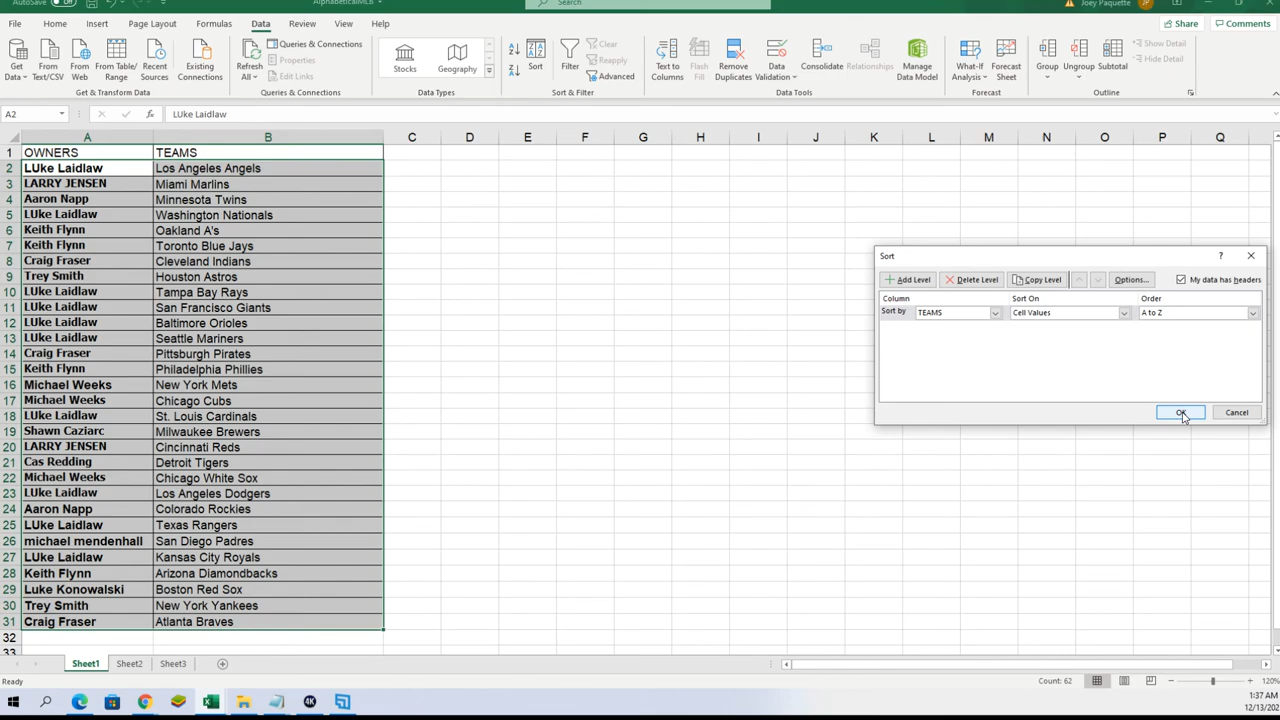 AutoSave AlphabeticalMLB Search Joey Paquette JP
File Home Insert Page Layout Formulas Data Review View Help Share Comments
Get Data From Text/CSV From Web From Table/Range Recent Sources Existing Connections
Get & Transform Data
Refresh All Queries & Connections Properties Edit Links
Queries & Connections
Stocks Geography
Data Types
Sort Filter Clear Reapply Advanced
Sort & Filter
Text to Columns Flash Fill Remove Duplicates Data Validation Consolidate Relationships Manage Data Model
Data Tools
What-If Analysis Forecast Sheet
Forecast
Group Ungroup Subtotal Show Detail Hide Detail
Outline
A2 fx LUke Laidlaw
A B C D E F G H I J K L M N O P Q
1 OWNERS TEAMS
2 LUke Laidlaw Los Angeles Angels
3 LARRY JENSEN Miami Marlins
4 Aaron Napp Minnesota Twins
5 LUke Laidlaw Washington Nationals
6 Keith Flynn Oakland A's
7 Keith Flynn Toronto Blue Jays
8 Craig Fraser Cleveland Indians
9 Trey Smith Houston Astros
10 LUke Laidlaw Tampa Bay Rays
11 LUke Laidlaw San Francisco Giants
12 LUke Laidlaw Baltimore Orioles
13 LUke Laidlaw Seattle Mariners
14 Craig Fraser Pittsburgh Pirates
15 Keith Flynn Philadelphia Phillies
16 Michael Weeks New York Mets
17 Michael Weeks Chicago Cubs
18 LUke Laidlaw St. Louis Cardinals
19 Shawn Caziarc Milwaukee Brewers
20 LARRY JENSEN Cincinnati Reds
21 Cas Redding Detroit Tigers
22 Michael Weeks Chicago White Sox
23 LUke Laidlaw Los Angeles Dodgers
24 Aaron Napp Colorado Rockies
25 LUke Laidlaw Texas Rangers
26 michael mendenhall San Diego Padres
27 LUke Laidlaw Kansas City Royals
28 Keith Flynn Arizona Diamondbacks
29 Luke Konowalski Boston Red Sox
30 Trey Smith New York Yankees
31 Craig Fraser Atlanta Braves
32
33
Sort ?
Add Level Delete Level Copy Level Options... My data has headers
Column Sort On Order
Sort by TEAMS Cell Values A to Z
OK Cancel
Sheet1 Sheet2 Sheet3
Ready Count: 62 120%
4K
1:37 AM
12/13/202